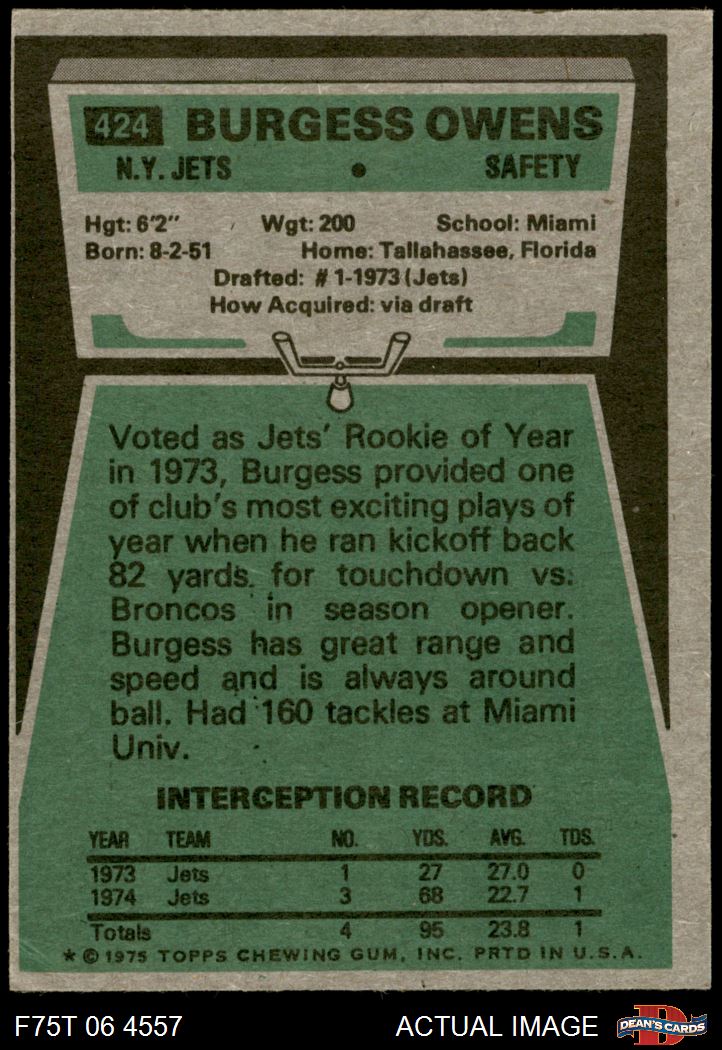 424 BURGESS OWENS
N.Y. JETS • SAFETY
Hgt: 6'2" Wgt: 200 School: Miami
Born: 8-2-51 Home: Tallahassee, Florida
Drafted: #1-1973 (Jets)
How Acquired: via draft
Voted as Jets' Rookie of Year
in 1973, Burgess provided one
of club's most exciting plays of
year when he ran kickoff back
82 yards. for touchdown vs.
Broncos in season opener.
Burgess has great range and
speed and is always around
ball. Had 160 tackles at Miami
Univ.
INTERCEPTION RECORD
YEAR TEAM NO. YDS. AVG. TDS.
1973 Jets 1 27 27.0 0
1974 Jets 3 68 22.7 1
Totals 4 95 23.8 1
* © 1975 TOPPS CHEWING GUM, INC. PRTD IN U.S.A.
F75T 06 4557 ACTUAL IMAGE D DEAN'S CARDS